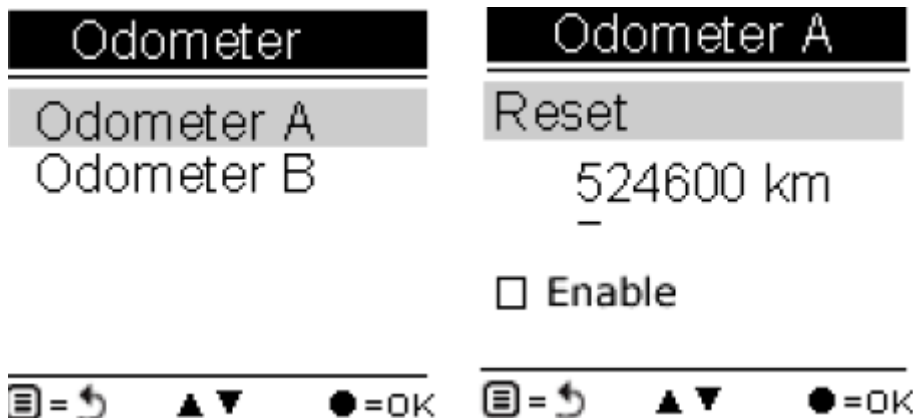 Odometer
Odometer A
Odometer B
= ▲ ▼ ●=OK
Odometer A
Reset
524600 km
☐ Enable
= ▲ ▼ ●=OK